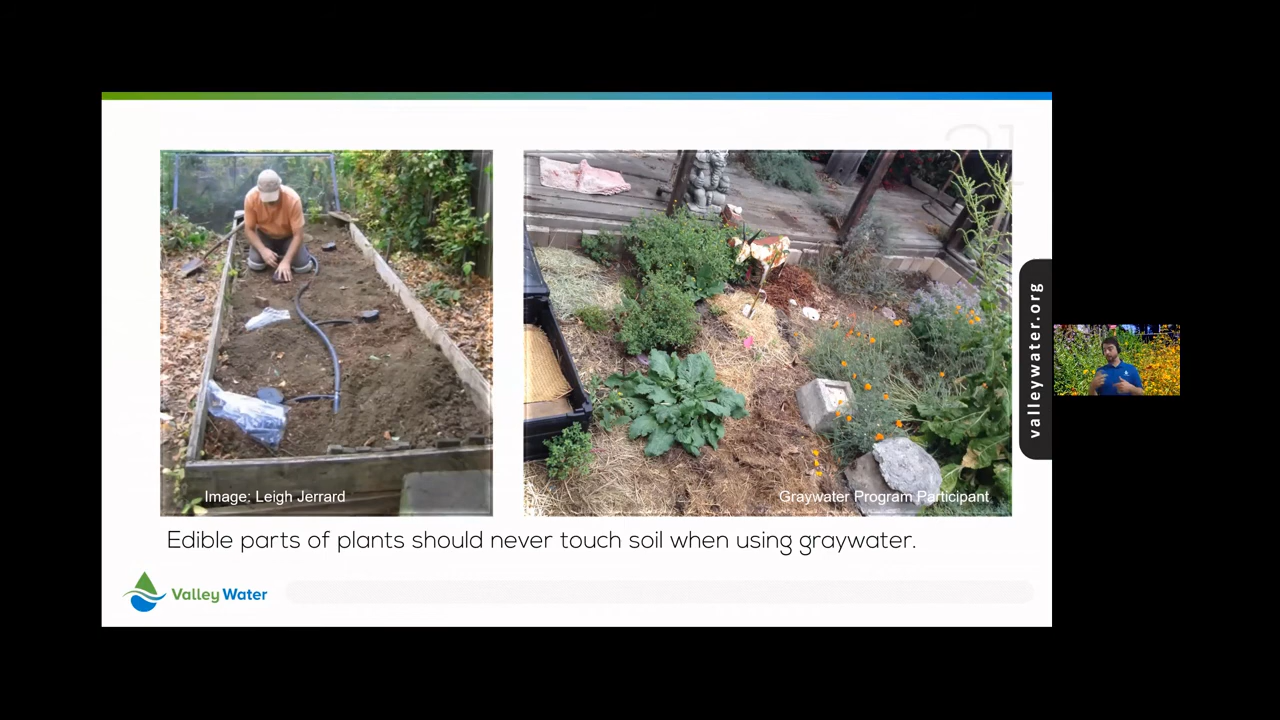 21
valleywater.org
Image: Leigh Jerrard
Graywater Program Participant
Edible parts of plants should never touch soil when using graywater.
Valley Water